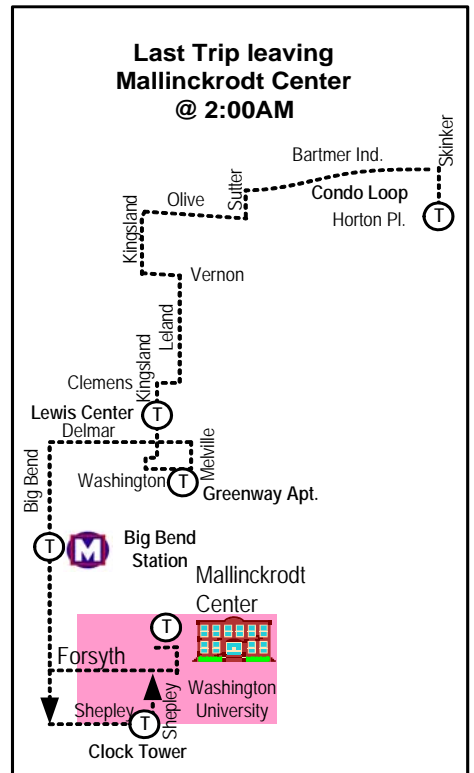 Last Trip leaving
Mallinckrodt Center
@ 2:00AM
Skinker
Bartmer Ind.
Sutter
Condo Loop
Olive
Kingsland
Horton Pl.
T
Vernon
Leland
Kingsland
Clemens
Lewis Center
T
Delmar
Melville
Washington
T
Greenway Apt.
Big Bend
T
M
Big Bend
Station
Mallinckrodt
Center
T
Forsyth
Washington
University
Shepley
T
Shepley
Clock Tower